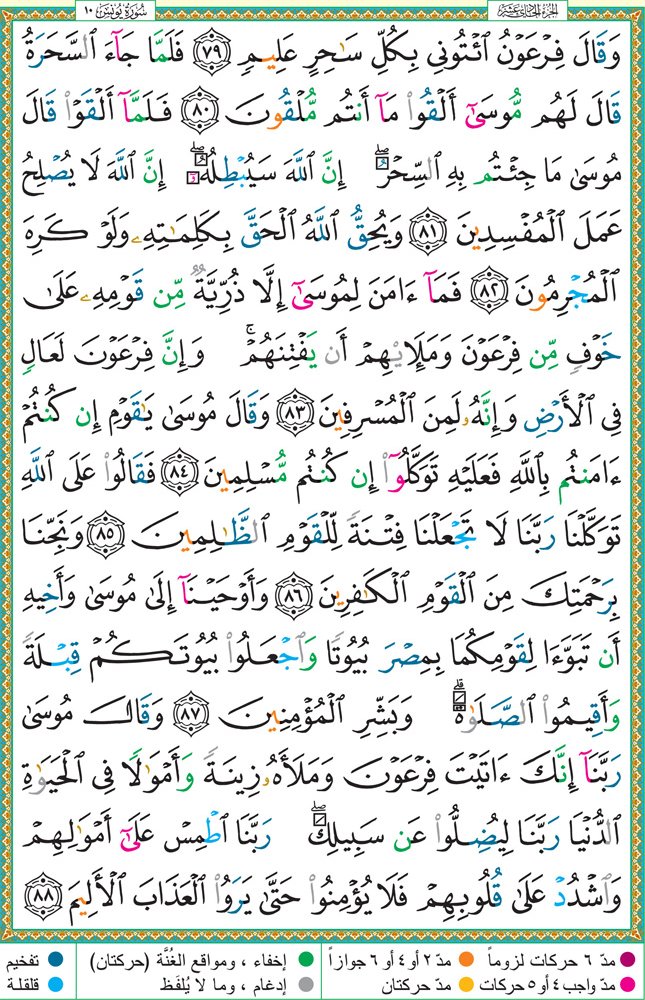 الجزء الحادي عشر سورة يونس ١٠
وَقَالَ فِرْعَوْنُ ٱئْتُونِي بِكُلِّ سَٰحِرٍ عَلِيمٍ ﴿٧٩﴾ فَلَمَّا جَآءَ ٱلسَّحَرَةُ
قَالَ لَهُم مُّوسَىٰٓ أَلْقُوا۟ مَآ أَنتُم مُّلْقُونَ ﴿٨٠﴾ فَلَمَّآ أَلْقَوْا۟ قَالَ
مُوسَىٰ مَا جِئْتُم بِهِ ٱلسِّحْرُ ۖ إِنَّ ٱللَّهَ سَيُبْطِلُهُۥٓ ۖ إِنَّ ٱللَّهَ لَا يُصْلِحُ
عَمَلَ ٱلْمُفْسِدِينَ ﴿٨١﴾ وَيُحِقُّ ٱللَّهُ ٱلْحَقَّ بِكَلِمَٰتِهِۦ وَلَوْ كَرِهَ
ٱلْمُجْرِمُونَ ﴿٨٢﴾ فَمَآ ءَامَنَ لِمُوسَىٰٓ إِلَّا ذُرِّيَّةٌ مِّن قَوْمِهِۦ عَلَىٰ
خَوْفٍ مِّن فِرْعَوْنَ وَمَلَإِي۟هِمْ أَن يَفْتِنَهُمْ ۚ وَإِنَّ فِرْعَوْنَ لَعَالٍ
فِي ٱلْأَرْضِ وَإِنَّهُۥ لَمِنَ ٱلْمُسْرِفِينَ ﴿٨٣﴾ وَقَالَ مُوسَىٰ يَٰقَوْمِ إِن كُنتُمْ
ءَامَنتُم بِٱللَّهِ فَعَلَيْهِ تَوَكَّلُوٓا۟ إِن كُنتُم مُّسْلِمِينَ ﴿٨٤﴾ فَقَالُوا۟ عَلَى ٱللَّهِ
تَوَكَّلْنَا رَبَّنَا لَا تَجْعَلْنَا فِتْنَةً لِّلْقَوْمِ ٱلظَّٰلِمِينَ ﴿٨٥﴾ وَنَجِّنَا
بِرَحْمَتِكَ مِنَ ٱلْقَوْمِ ٱلْكَٰفِرِينَ ﴿٨٦﴾ وَأَوْحَيْنَآ إِلَىٰ مُوسَىٰ وَأَخِيهِ
أَن تَبَوَّءَا لِقَوْمِكُمَا بِمِصْرَ بُيُوتًا وَٱجْعَلُوا۟ بُيُوتَكُمْ قِبْلَةً
وَأَقِيمُوا۟ ٱلصَّلَوٰةَ ۗ وَبَشِّرِ ٱلْمُؤْمِنِينَ ﴿٨٧﴾ وَقَالَ مُوسَىٰ
رَبَّنَآ إِنَّكَ ءَاتَيْتَ فِرْعَوْنَ وَمَلَأَهُۥ زِينَةً وَأَمْوَٰلًا فِي ٱلْحَيَوٰةِ
ٱلدُّنْيَا رَبَّنَا لِيُضِلُّوا۟ عَن سَبِيلِكَ ۖ رَبَّنَا ٱطْمِسْ عَلَىٰٓ أَمْوَٰلِهِمْ
وَٱشْدُدْ عَلَىٰ قُلُوبِهِمْ فَلَا يُؤْمِنُوا۟ حَتَّىٰ يَرَوُا۟ ٱلْعَذَابَ ٱلْأَلِيمَ ﴿٨٨﴾
مدّ ٦ حركات لزوماً مدّ ٢ أو ٤ أو ٦ جوازاً إخفاء ، ومواقع الغُنَّة (حركتان) تفخيم
مدّ واجب ٤ أو ٥ حركات مدّ حركتان إدغام ، وما لا يُلفَظ قلقلة